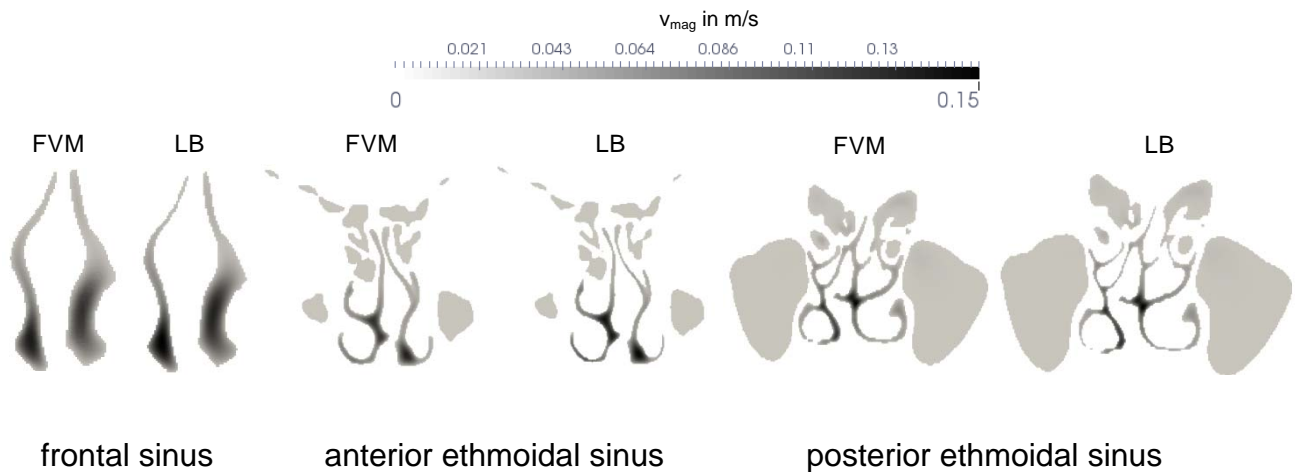 v_mag in m/s
0.021 0.043 0.064 0.086 0.11 0.13
0 0.15
FVM LB FVM LB FVM LB
frontal sinus anterior ethmoidal sinus posterior ethmoidal sinus